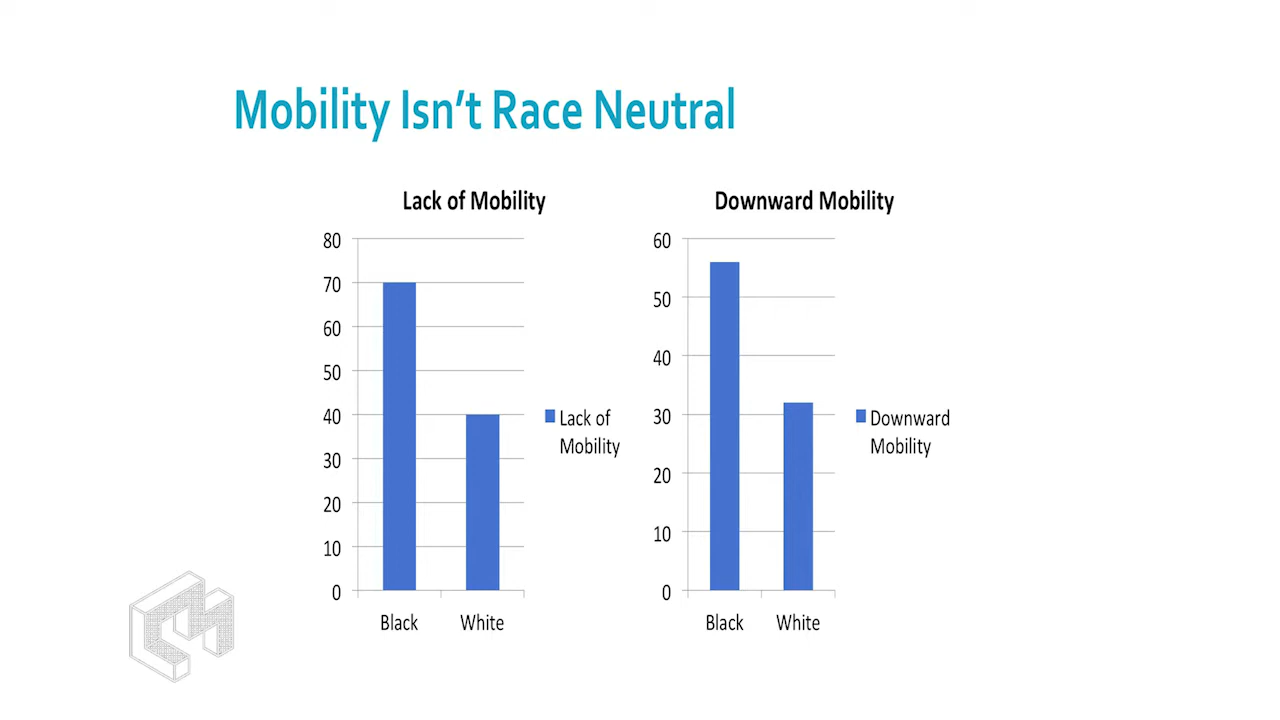 Mobility Isn't Race Neutral
Lack of Mobility
80
70
60
50
40
30
20
10
0
Black White
Lack of
Mobility
Downward Mobility
60
50
40
30
20
10
0
Black White
Downward
Mobility